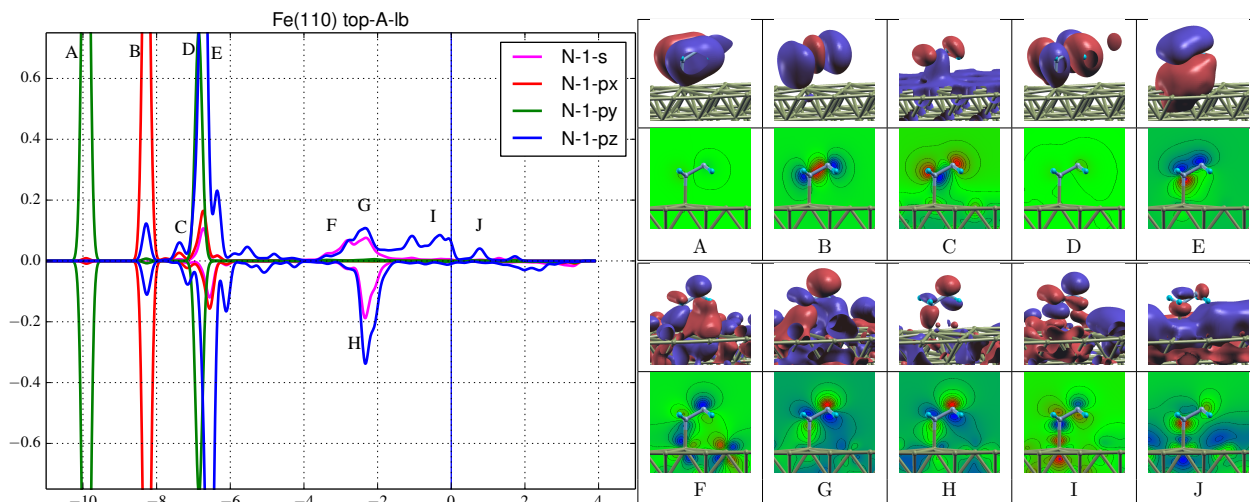 Fe(110) top-A-lb
0.6
0.4
0.2
0.0
−0.2
−0.4
−0.6
−10
−8
−6
−4
−2
0
2
4
A
B
C
D
E
F
G
H
I
J
N-1-s
N-1-px
N-1-py
N-1-pz
A
B
C
D
E
F
G
H
I
J